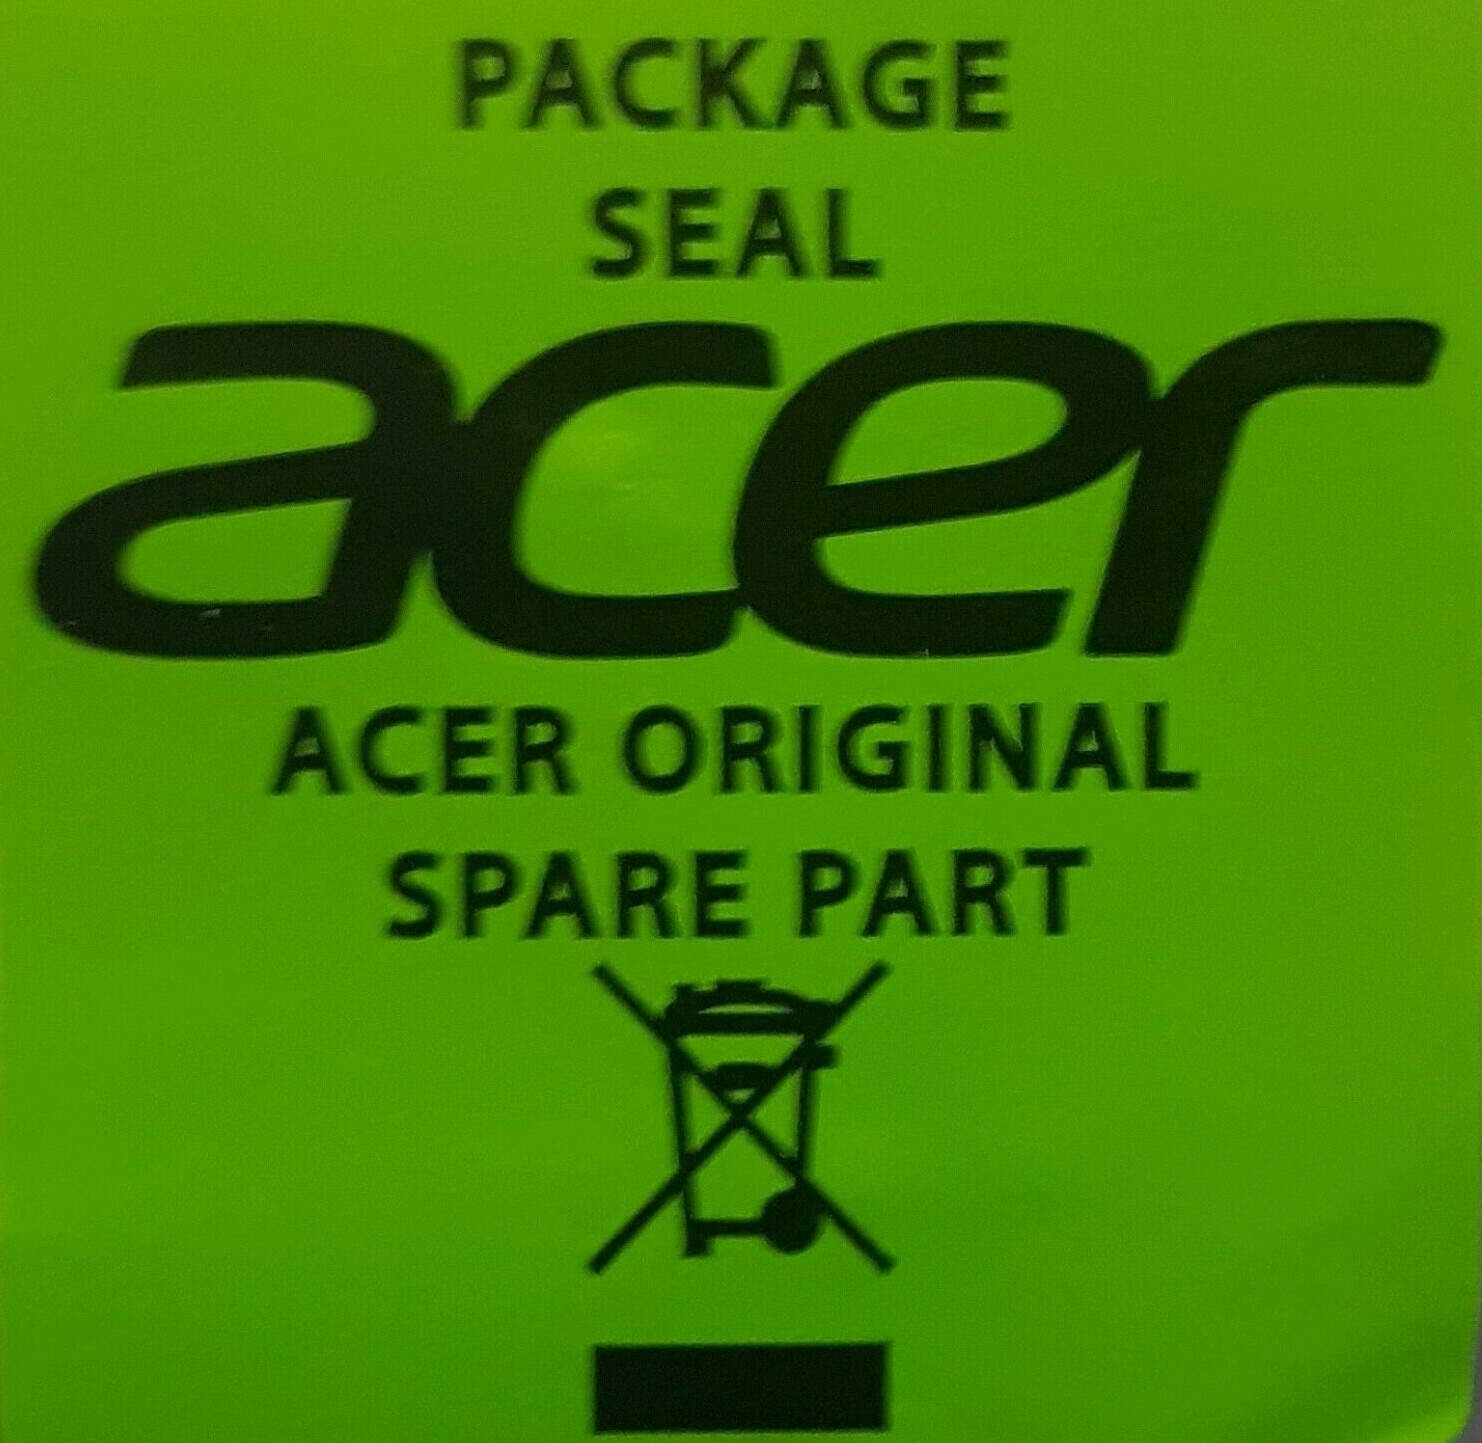 PACKAGE
SEAL
acer
ACER ORIGINAL
SPARE PART